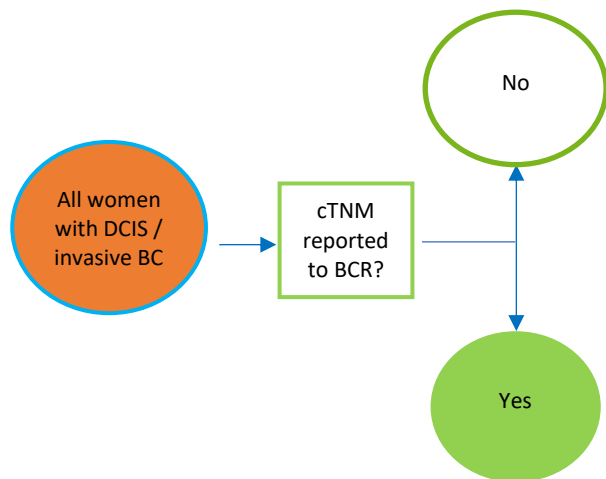 All women
with DCIS /
invasive BC
cTNM
reported
to BCR?
No
Yes